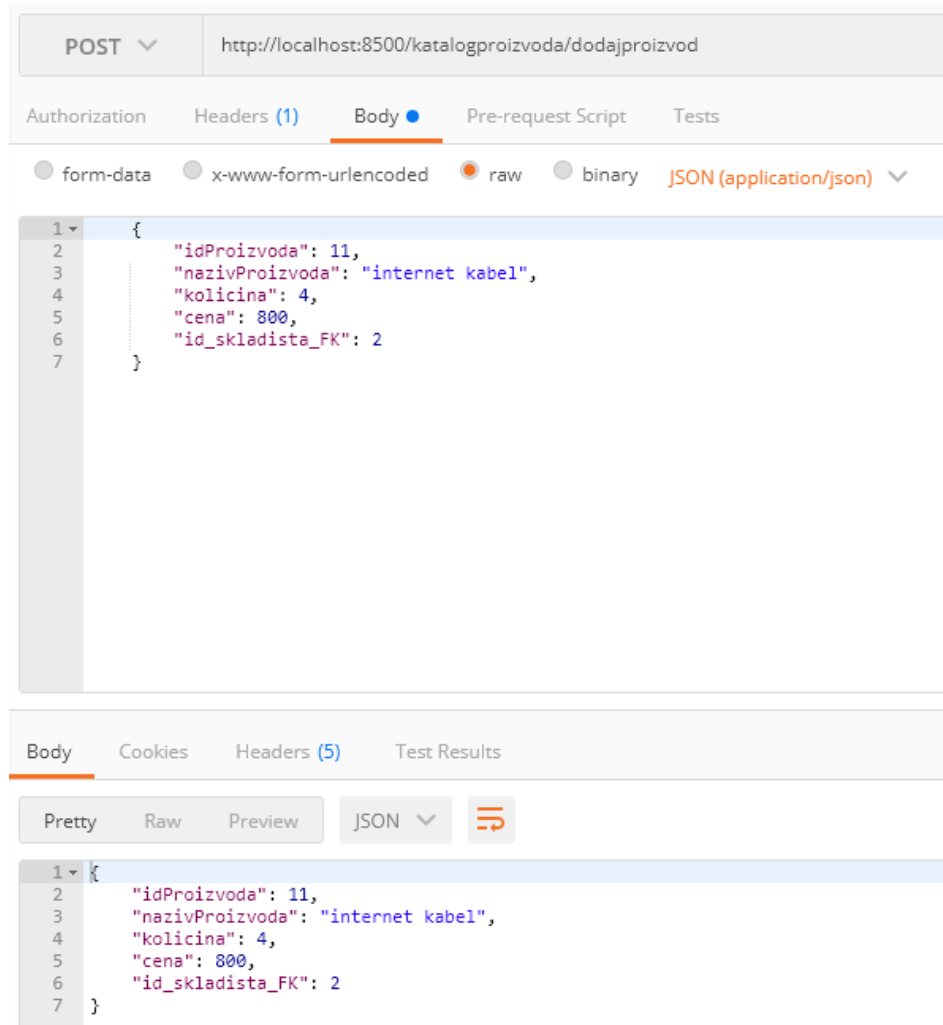 POST http://localhost:8500/katalogproizvoda/dodajproizvod
Authorization Headers (1) Body Pre-request Script Tests
form-data x-www-form-urlencoded raw binary JSON (application/json)
1 {
2 "idProizvoda": 11,
3 "nazivProizvoda": "internet kabel",
4 "kolicina": 4,
5 "cena": 800,
6 "id_skladista_FK": 2
7 }
Body Cookies Headers (5) Test Results
Pretty Raw Preview JSON
1 {
2 "idProizvoda": 11,
3 "nazivProizvoda": "internet kabel",
4 "kolicina": 4,
5 "cena": 800,
6 "id_skladista_FK": 2
7 }